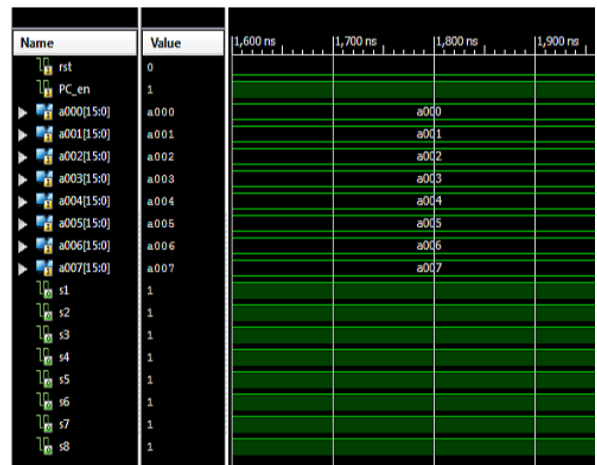 Name Value 1,600 ns 1,700 ns 1,800 ns 1,900 ns
rst 0
PC_en 1
a000[15:0] a000 a000
a001[15:0] a001 a001
a002[15:0] a002 a002
a003[15:0] a003 a003
a004[15:0] a004 a004
a005[15:0] a005 a005
a006[15:0] a006 a006
a007[15:0] a007 a007
s1 1
s2 1
s3 1
s4 1
s5 1
s6 1
s7 1
s8 1